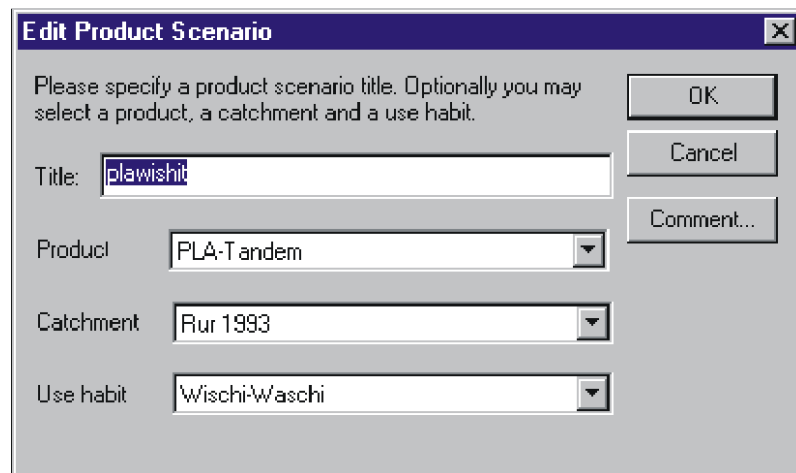 Edit Product Scenario
Please specify a product scenario title. Optionally you may
select a product, a catchment and a use habit.
OK
Cancel
Comment...
Title: plawishit
Product PLA-Tandem
Catchment Rur 1993
Use habit Wischi-Waschi